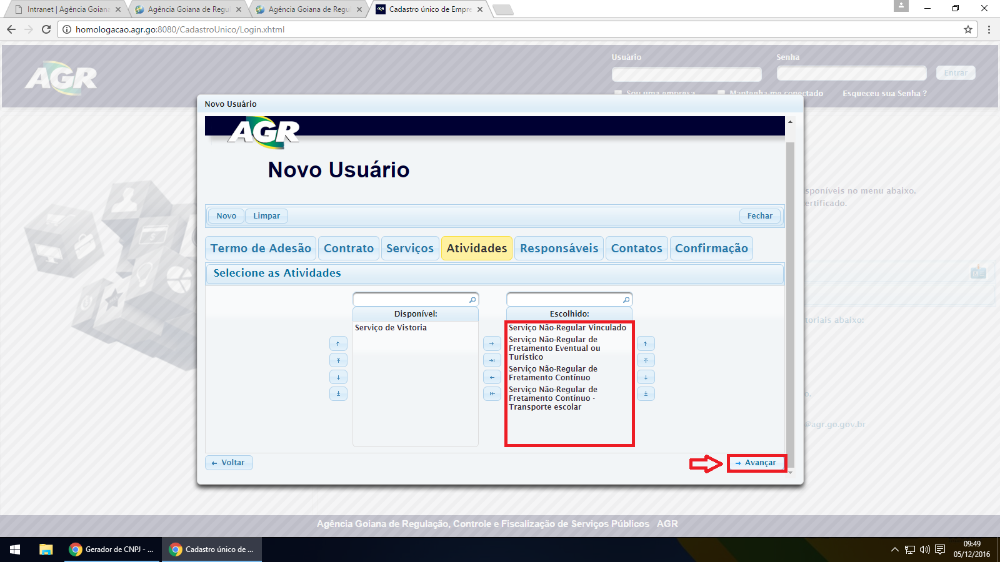 Intranet | Agência Goiana
Agência Goiana de Regul
Agência Goiana de Regul
Cadastro único de Empre
homologacao.agr.go:8080/CadastroUnico/Login.xhtml
AGR
Usuário
Senha
Entrar
Sou uma empresa
Mantenha-me conectado
Esqueceu sua Senha ?
Novo Usuário
AGR
Novo Usuário
sponíveis no menu abaixo.
ertificado.
Novo
Limpar
Fechar
Termo de Adesão
Contrato
Serviços
Atividades
Responsáveis
Contatos
Confirmação
Selecione as Atividades
Disponível:
Escolhido:
Serviço de Vistoria
Serviço Não-Regular Vinculado
Serviço Não-Regular de
Fretamento Eventual ou
Turístico
Serviço Não-Regular de
Fretamento Contínuo
Serviço Não-Regular de
Fretamento Contínuo -
Transporte escolar
toriais abaixo:
o.
@agr.go.gov.br
Voltar
Avançar
Agência Goiana de Regulação, Controle e Fiscalização de Serviços Públicos AGR
Gerador de CNPJ - ...
Cadastro único de ...
09:49
05/12/2016